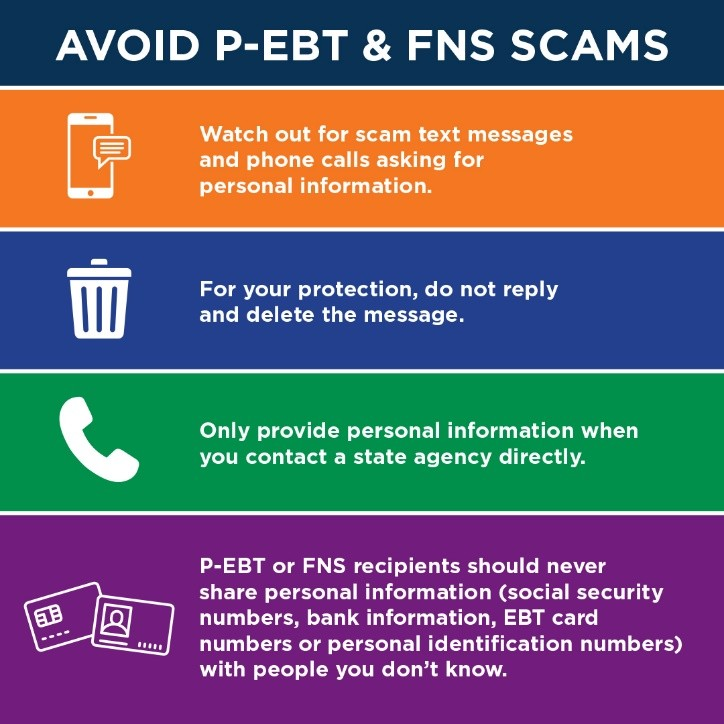 AVOID P-EBT & FNS SCAMS
Watch out for scam text messages
and phone calls asking for
personal information.
For your protection, do not reply
and delete the message.
Only provide personal information when
you contact a state agency directly.
P-EBT or FNS recipients should never
share personal information (social security
numbers, bank information, EBT card
numbers or personal identification numbers)
with people you don’t know.